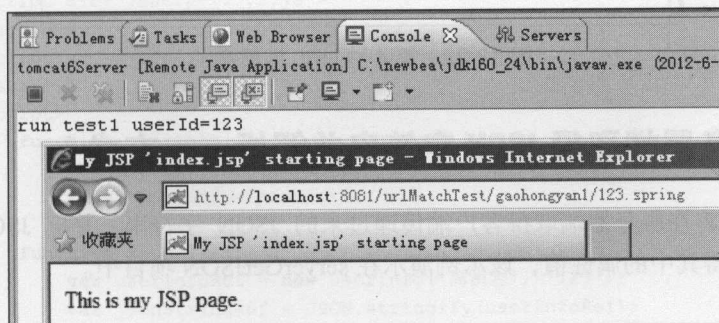 Problems Tasks Web Browser Console Servers
tomcat6Server [Remote Java Application] C:\newbea\jdk160_24\bin\javaw.exe (2012-6-
run test1 userId=123
My JSP 'index.jsp' starting page - Windows Internet Explorer
http://localhost:8081/urlMatchTest/gaohongyan1/123.spring
收藏夹 My JSP 'index.jsp' starting page
This is my JSP page.